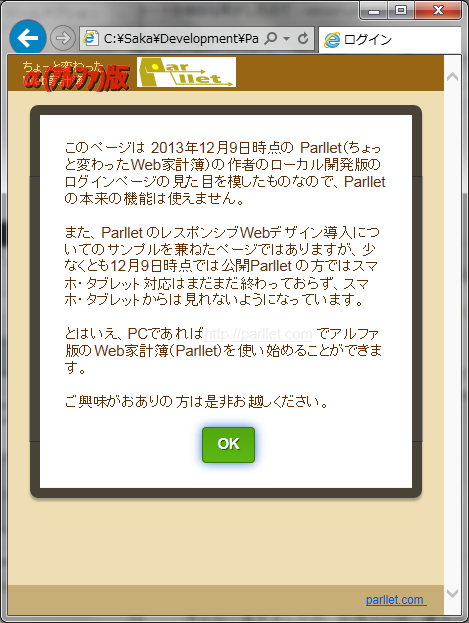 C:¥Saka¥Development¥Pa
ログイン
ちょっと変わった
α(アルファ)版
Parllet
このページは 2013年12月9日時点の Parllet(ちょっ
と変わったWeb家計簿)の作者のローカル開発版の
ログインページの見た目を模したものなので、Parllet
の本来の機能は使えません。
また、Parllet のレスポンシブWebデザイン導入につ
いてのサンプルを兼ねたページではありますが、少
なくとも12月9日時点では公開Parllet の方ではスマ
ホ・タブレット対応はまだまだ終わっておらず、スマ
ホ・タブレットからは見れないようになっています。
とはいえ、PCであればhttp://parllet.com でアルファ
版のWeb家計簿(Parllet)を使い始めることができま
す。
ご興味がおありの方は是非お越しください。
OK
parllet.com